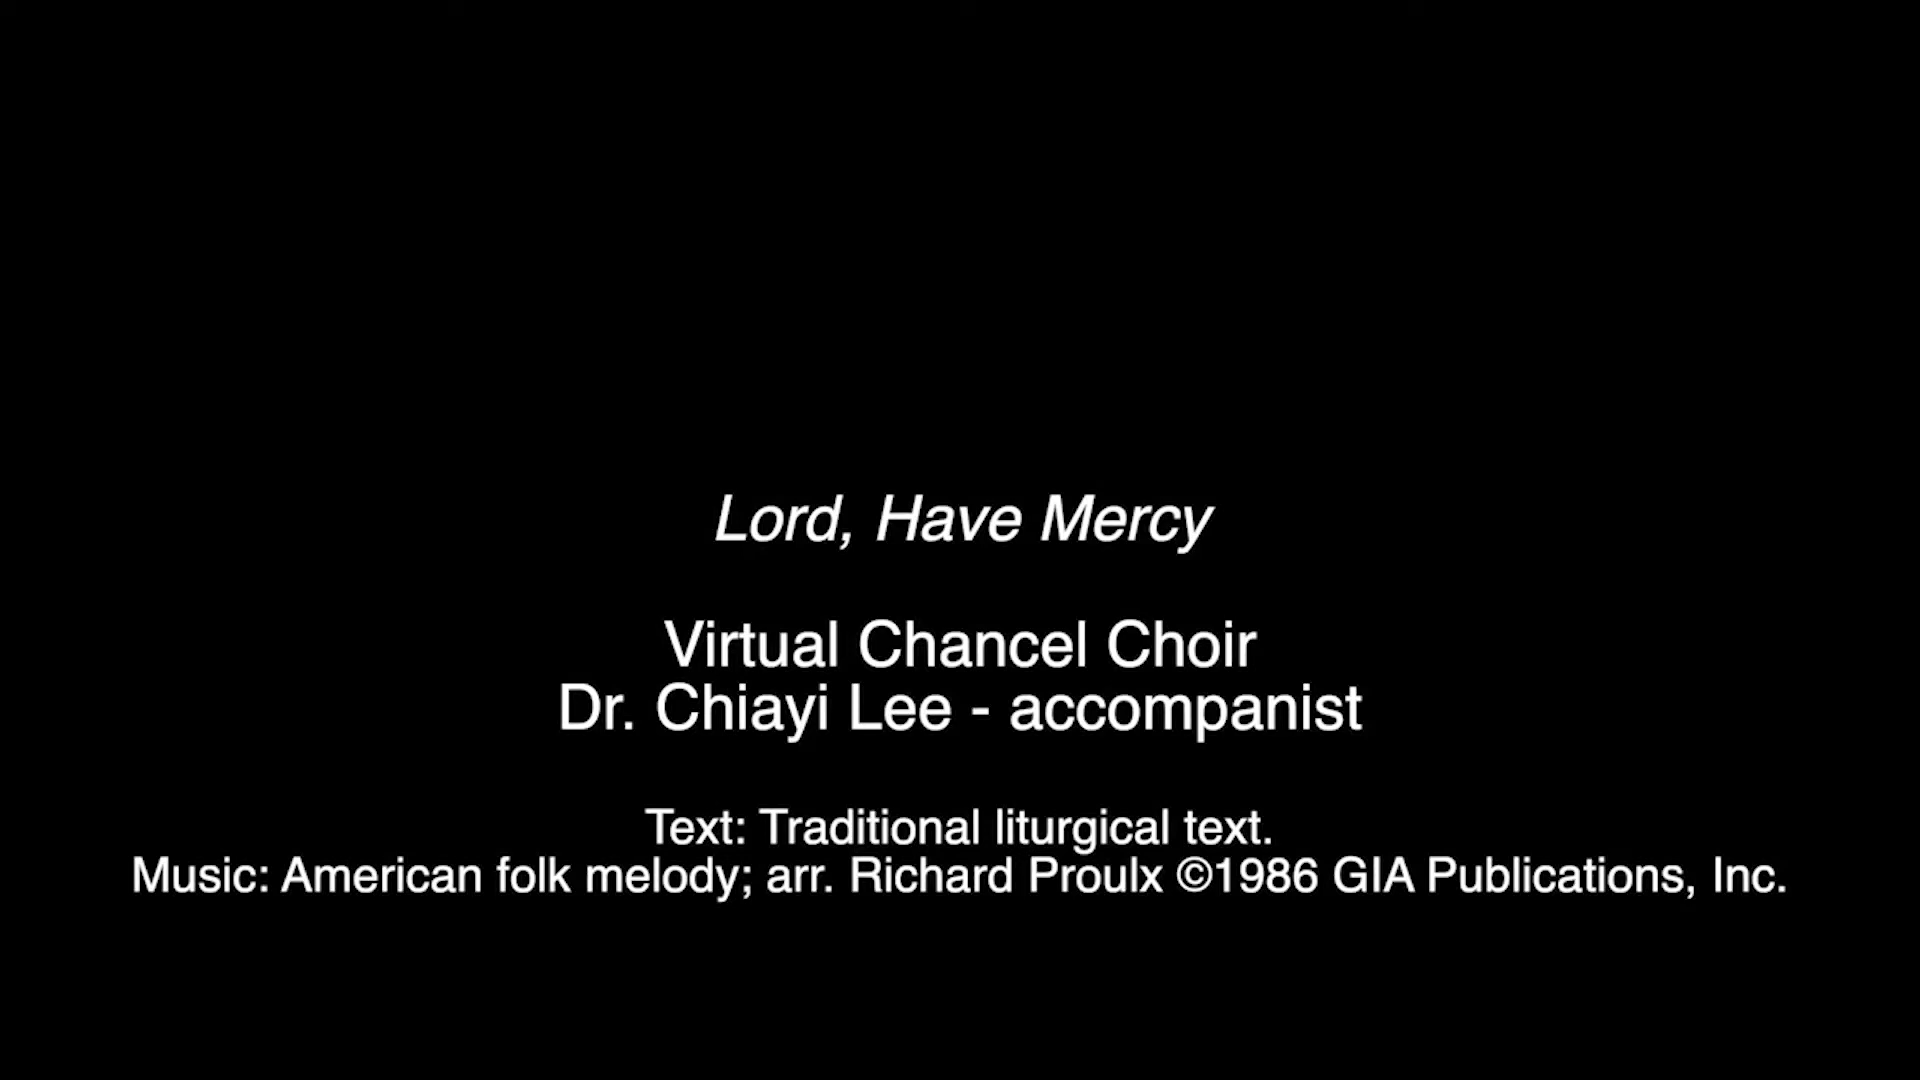 Lord, Have Mercy
Virtual Chancel Choir
Dr. Chiayi Lee - accompanist
Text: Traditional liturgical text.
Music: American folk melody; arr. Richard Proulx ©1986 GIA Publications, Inc.